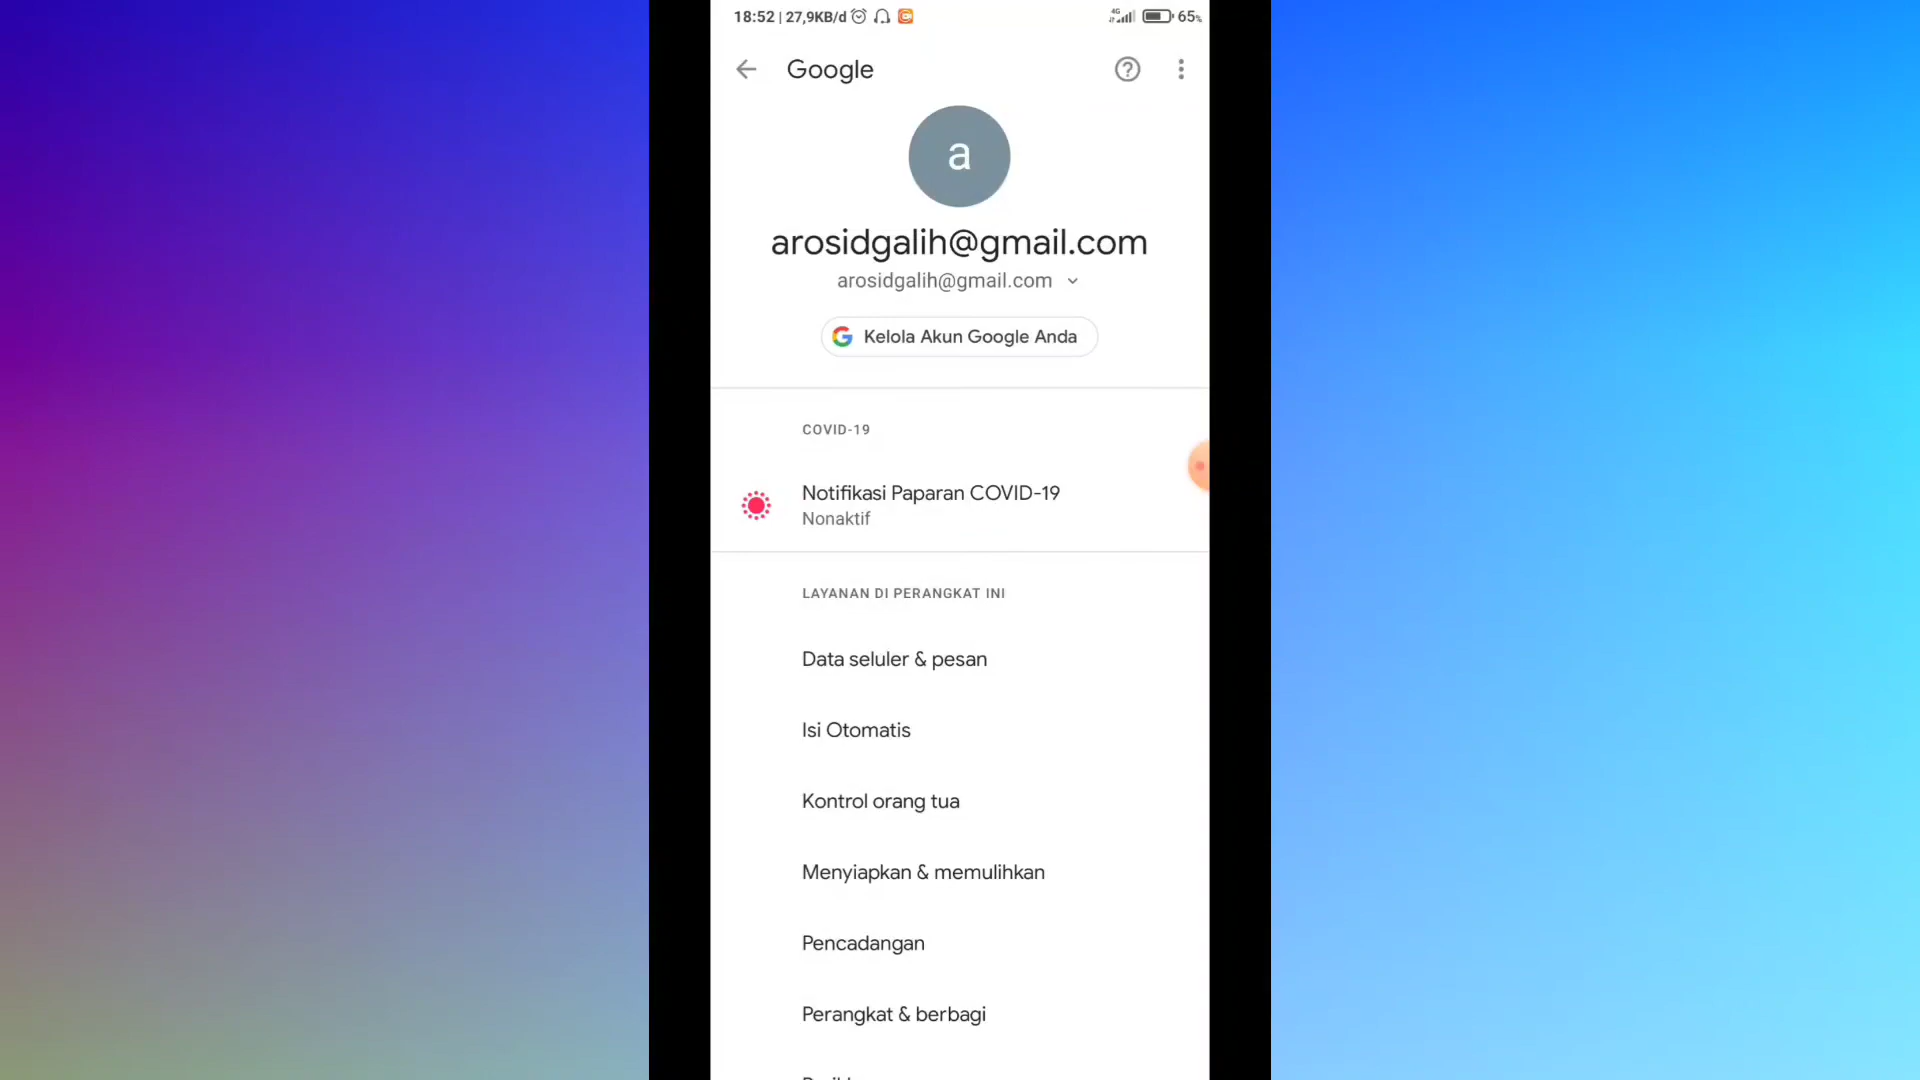 18:52 | 27,9KB/d
4G 65%
Google
a
arosidgalih@gmail.com
arosidgalih@gmail.com
Kelola Akun Google Anda
COVID-19
Notifikasi Paparan COVID-19
Nonaktif
LAYANAN DI PERANGKAT INI
Data seluler & pesan
Isi Otomatis
Kontrol orang tua
Menyiapkan & memulihkan
Pencadangan
Perangkat & berbagi